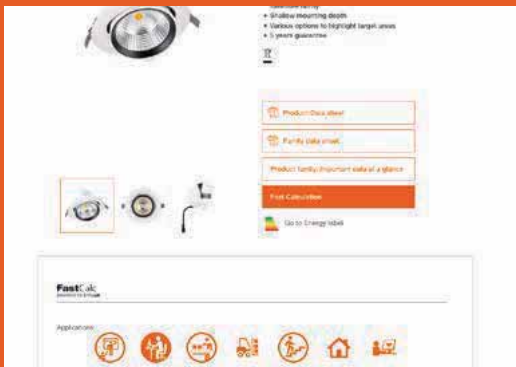 • Shallow mounting depth
• Various options to highlight target areas
• 5 years guarantee
Product Data sheet
Family data sheet
Product family: Important data at a glance
Fast Calculation
Go to Energy label
FastCalc
Applications